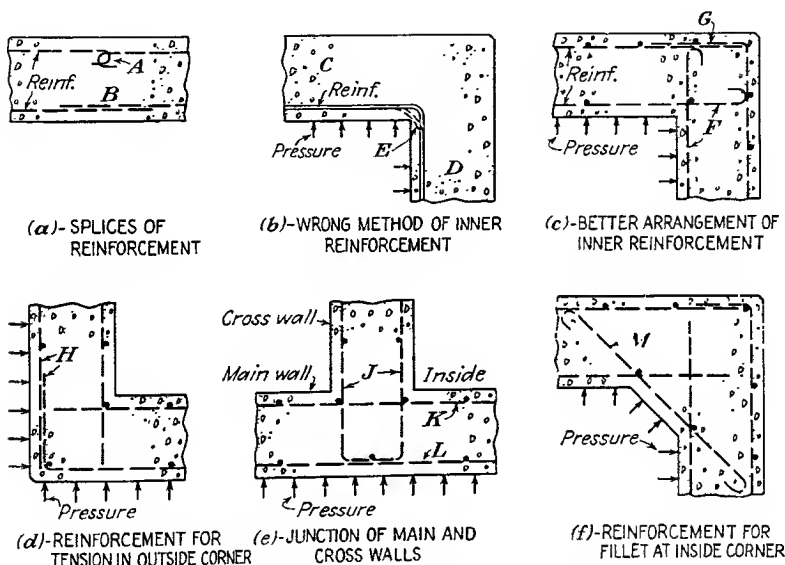 A
Reinf.
B
(a)-SPLICES OF
REINFORCEMENT
C
Reinf.
Pressure
E
D
(b)-WRONG METHOD OF INNER
REINFORCEMENT
G
Reinf.
F
Pressure
(c)-BETTER ARRANGEMENT OF
INNER REINFORCEMENT
H
Pressure
(d)-REINFORCEMENT FOR
TENSION IN OUTSIDE CORNER
Cross wall
Main wall
J
Inside
K
L
Pressure
(e)-JUNCTION OF MAIN AND
CROSS WALLS
M
Pressure
(f)-REINFORCEMENT FOR
FILLET AT INSIDE CORNER